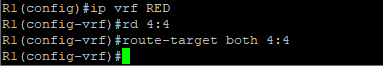 R1(config)#ip vrf RED
R1(config-vrf)#rd 4:4
R1(config-vrf)#route-target both 4:4
R1(config-vrf)#